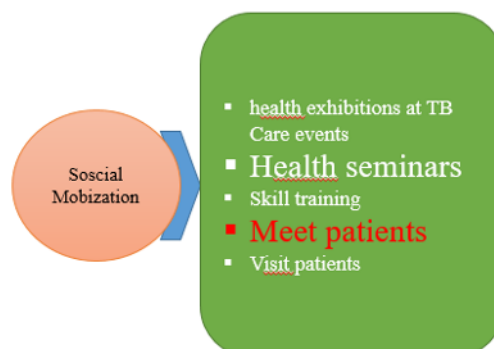 Soscial
Mobization
▪ health exhibitions at TB
Care events
▪ Health seminars
▪ Skill training
▪ Meet patients
▪ Visit patients